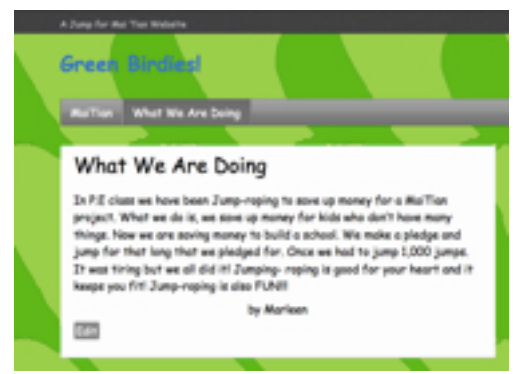 A Jump for Mai Tian Website
Green Birdies!
MaiTian What We Are Doing
What We Are Doing
In P.E class we have been Jump-roping to save up money for a MaiTian
project. What we do is, we save up money for kids who don't have many
things. Now we are saving money to build a school. We make a pledge and
jump for that long that we pledged for. Once we had to jump 1,000 jumps.
It was tiring but we all did it! Jumping- roping is good for your heart and it
keeps you fit! Jump-roping is also FUN!!!
by Marieen
Edit